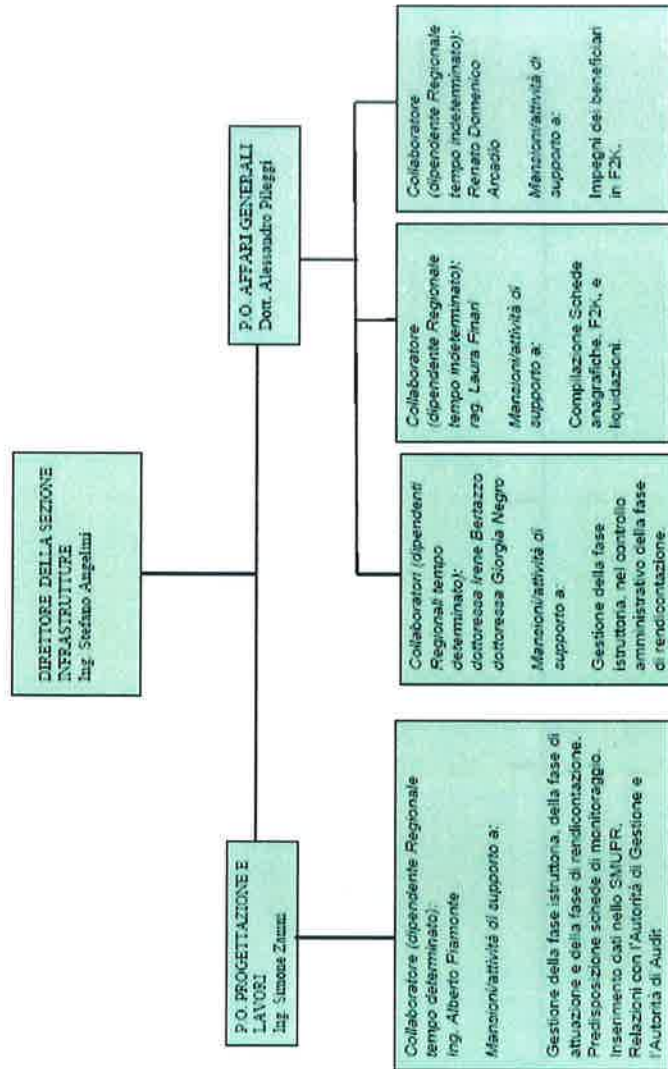 DIRETTORE DELLA SEZIONE
INFRASTRUTTURE
Ing. Stefano Angelini
P.O. PROGETTAZIONE E
LAVORI
Ing. Simone
P.O. AFFARI GENERALI
Dott. Alessandro Pileggi
Collaboratore (dipendente Regionale
tempo determinato):
ing. Alberto Fiamonte
Mansioni/attività di supporto a:
Gestione della fase istruttoria, della fase di
attuazione e della fase di rendicontazione.
Predisposizione schede di monitoraggio.
Inserimento dati nello SMUPR.
Relazioni con l'Autorità di Gestione e
l'Autorità di Audit
Collaboratori (dipendenti
Regionali tempo
determinato):
dottoressa Irene Bertazzo
dottoressa Giorgia Negro
Mansioni/attività di
supporto a:
Gestione della fase
istruttoria, nel controllo
amministrativo della fase
di rendicontazione.
Collaboratore
(dipendente Regionale
tempo indeterminato):
rag. Laura Finari
Mansioni/attività di
supporto a:
Compilazione Schede
anagrafiche, F2K, e
liquidazioni.
Collaboratore
(dipendente Regionale
tempo indeterminato):
Renato Domenico
Arcadio
Mansioni/attività di
supporto a:
Impegni dei beneficiari
in F2K.